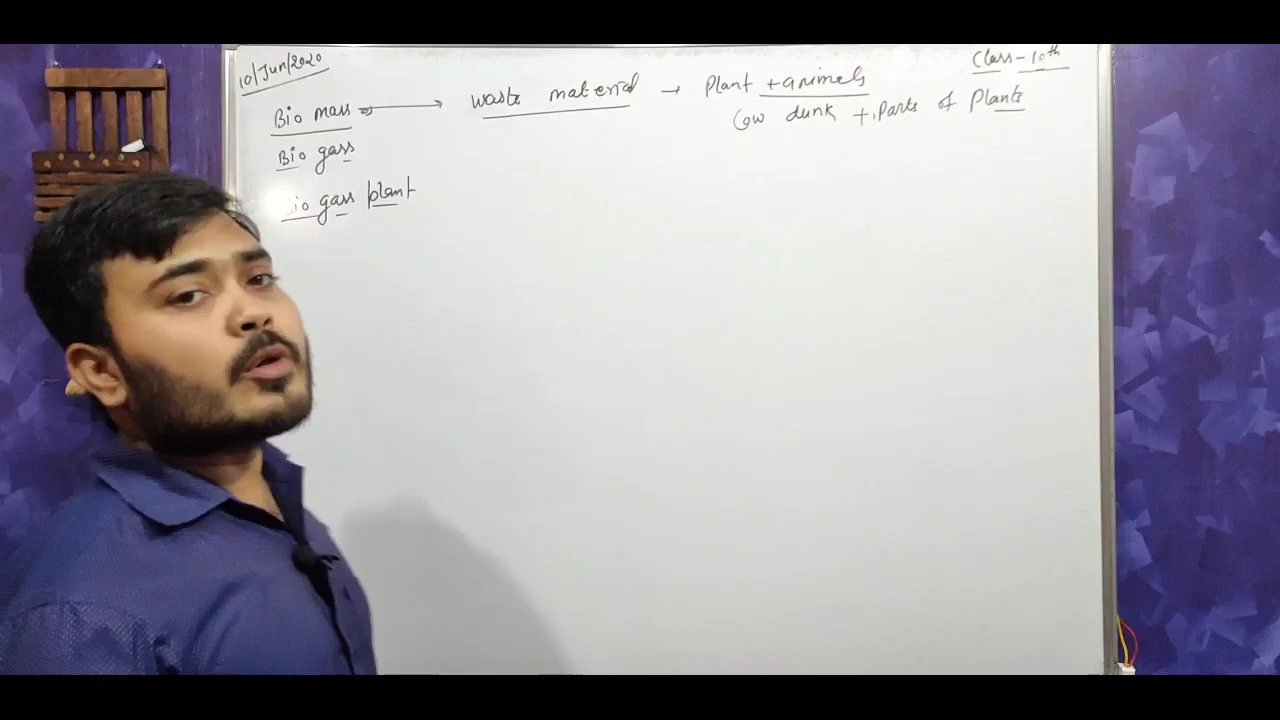 10/Jun/2020
Class-10th
Bio mass → waste material → Plant + animals
Cow dunk + Parts of Plants
Bio gass
Bio gass plant